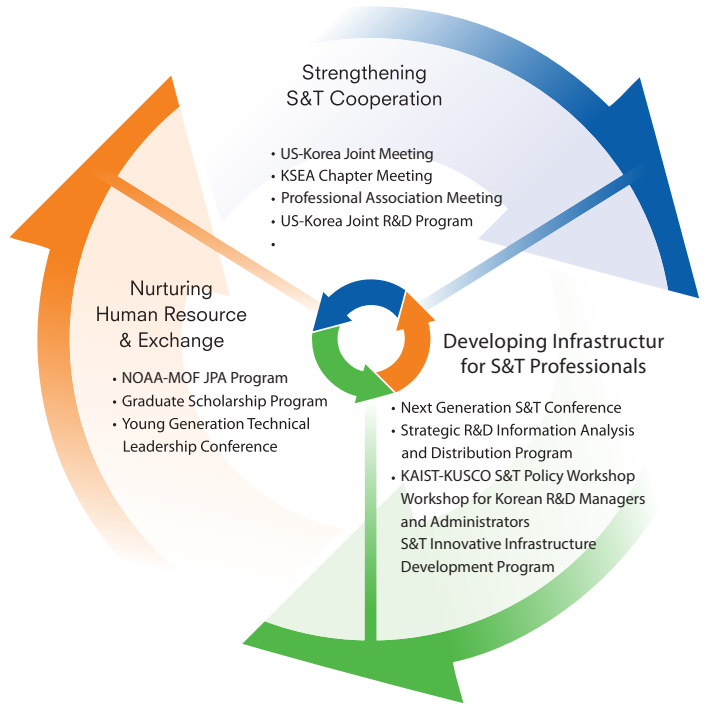 Strengthening
S&T Cooperation
• US-Korea Joint Meeting
• KSEA Chapter Meeting
• Professional Association Meeting
• US-Korea Joint R&D Program
•
Nurturing
Human Resource
& Exchange
• NOAA-MOF JPA Program
• Graduate Scholarship Program
• Young Generation Technical
Leadership Conference
Developing Infrastructur
for S&T Professionals
• Next Generation S&T Conference
• Strategic R&D Information Analysis
and Distribution Program
• KAIST-KUSCO S&T Policy Workshop
Workshop for Korean R&D Managers
and Administrators
S&T Innovative Infrastructure
Development Program